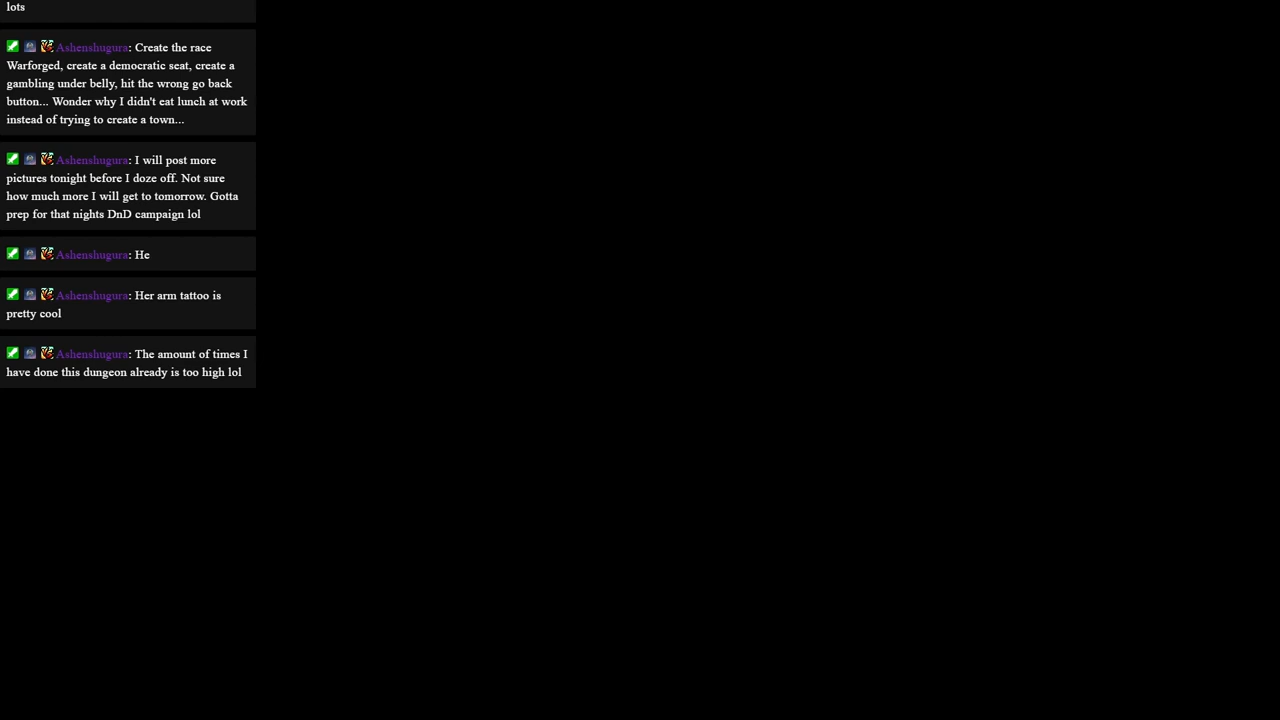 lots
Ashenshugura: Create the race
Warforged, create a democratic seat, create a
gambling under belly, hit the wrong go back
button... Wonder why I didn't eat lunch at work
instead of trying to create a town...
Ashenshugura: I will post more
pictures tonight before I doze off. Not sure
how much more I will get to tomorrow. Gotta
prep for that nights DnD campaign lol
Ashenshugura: He
Ashenshugura: Her arm tattoo is
pretty cool
Ashenshugura: The amount of times I
have done this dungeon already is too high lol